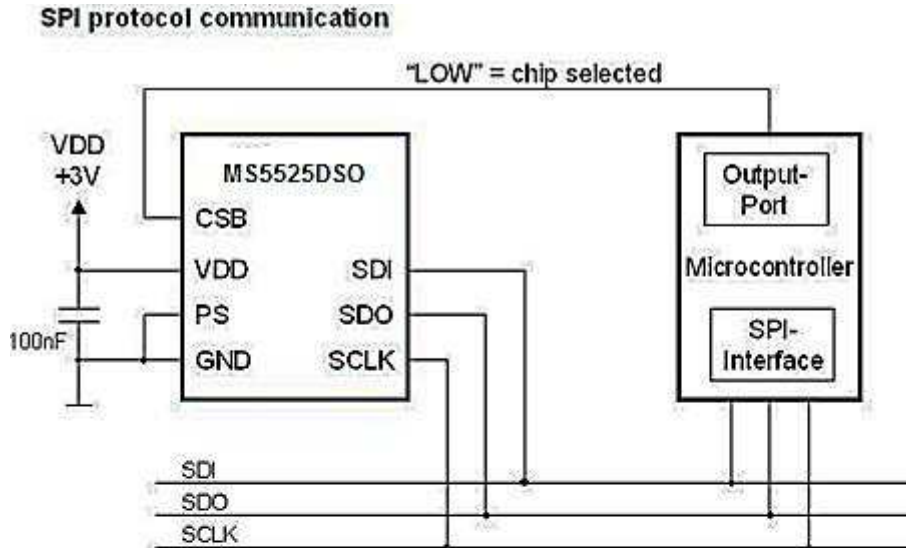 SPI protocol communication
“LOW” = chip selected
VDD
+3V
MS5525DSO
CSB
VDD
PS
GND
SDI
SDO
SCLK
100nF
Output-
Port
Microcontroller
SPI-
Interface
SDI
SDO
SCLK